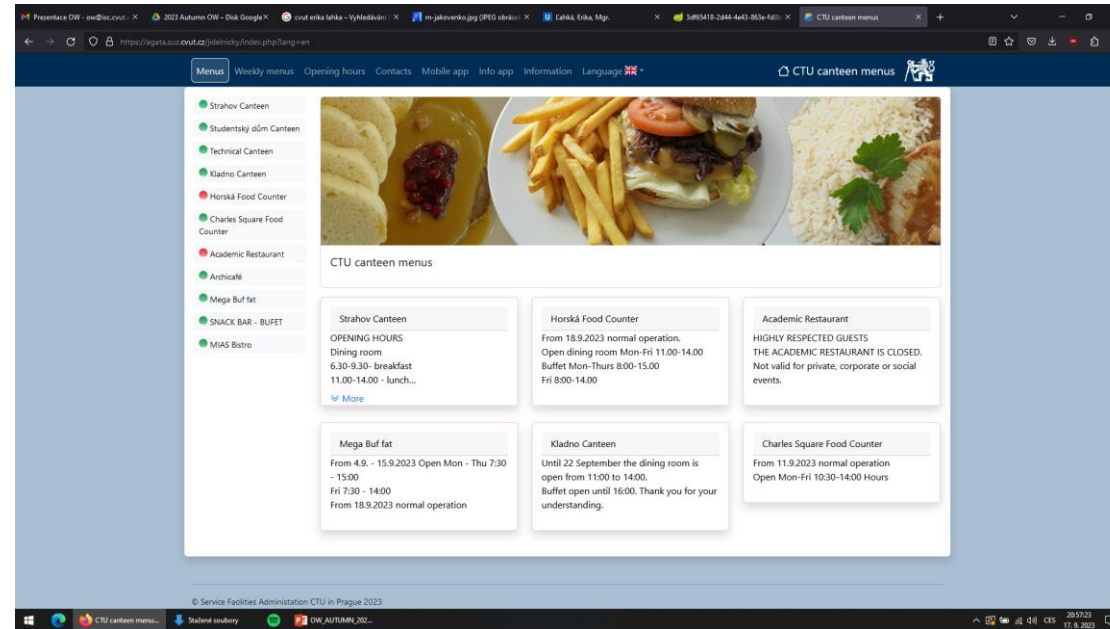 Prezentace OW - ow@isc.cvut.c
2023 Autumn OW – Disk Google
cvut erika lahka – Vyhledávání
m-jakovenko.jpg (JPEG obrázek
Ľahká, Erika, Mgr.
CTU canteen menus
https://agata.suz.cvut.cz/jidelnicky/index.php?lang=en
Menus Weekly menus Opening hours Contacts Mobile app Info app Information Language CTU canteen menus
Strahov Canteen
Studentský dům Canteen
Technical Canteen
Kladno Canteen
Horská Food Counter
Charles Square Food
Counter
Academic Restaurant
Archicafé
Mega Buf fat
SNACK BAR - BUFET
MIAS Bistro
CTU canteen menus
Strahov Canteen
OPENING HOURS
Dining room
6.30-9.30- breakfast
11.00-14.00 - lunch...
More
Horská Food Counter
From 18.9.2023 normal operation.
Open dining room Mon-Fri 11.00-14.00
Buffet Mon-Thurs 8:00-15.00
Fri 8:00-14.00
Academic Restaurant
HIGHLY RESPECTED GUESTS
THE ACADEMIC RESTAURANT IS CLOSED.
Not valid for private, corporate or social
events.
Mega Buf fat
From 4.9. - 15.9.2023 Open Mon - Thu 7:30
- 15:00
Fri 7:30 - 14:00
From 18.9.2023 normal operation
Kladno Canteen
Until 22 September the dining room is
open from 11:00 to 14:00.
Buffet open until 16:00. Thank you for your
understanding.
Charles Square Food Counter
From 11.9.2023 normal operation
Open Mon-Fri 10:30-14:00 Hours
© Service Facilities Administation CTU in Prague 2023
CTU canteen menu...
Stažené soubory
OW_AUTUMN_202...
CES
20:57:23
17. 9. 2023